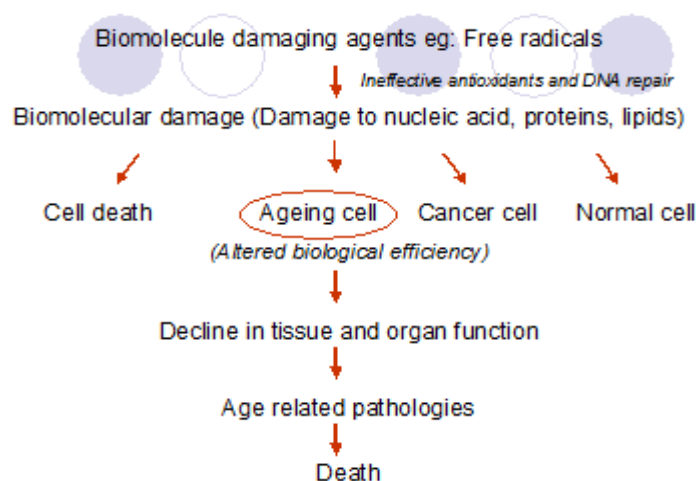 Biomolecule damaging agents eg: Free radicals
Ineffective antioxidants and DNA repair
Biomolecular damage (Damage to nucleic acid, proteins, lipids)
Cell death Ageing cell Cancer cell Normal cell
(Altered biological efficiency)
Decline in tissue and organ function
Age related pathologies
Death